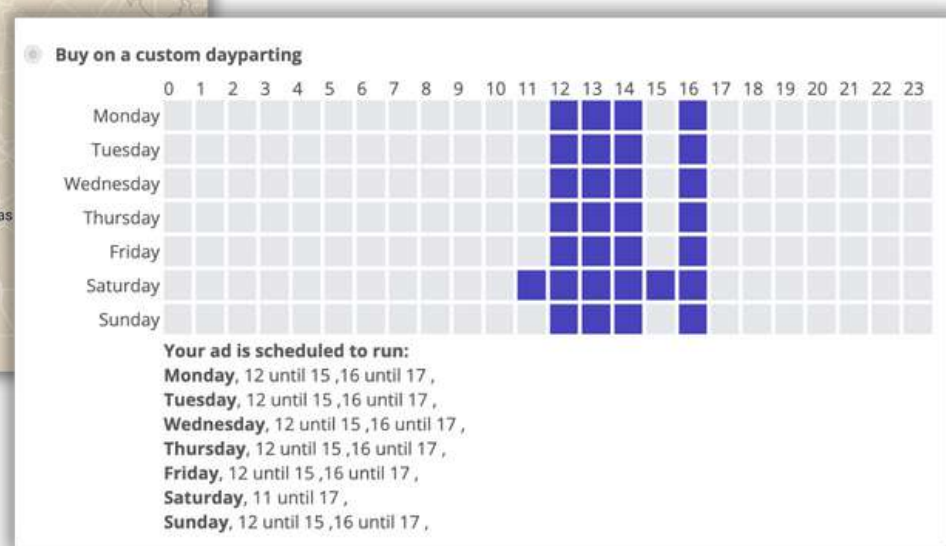 Buy on a custom dayparting
0 1 2 3 4 5 6 7 8 9 10 11 12 13 14 15 16 17 18 19 20 21 22 23
Monday
Tuesday
Wednesday
as
Thursday
Friday
Saturday
Sunday
Your ad is scheduled to run:
Monday, 12 until 15 ,16 until 17 ,
Tuesday, 12 until 15 ,16 until 17 ,
Wednesday, 12 until 15 ,16 until 17 ,
Thursday, 12 until 15 ,16 until 17 ,
Friday, 12 until 15 ,16 until 17 ,
Saturday, 11 until 17 ,
Sunday, 12 until 15 ,16 until 17 ,